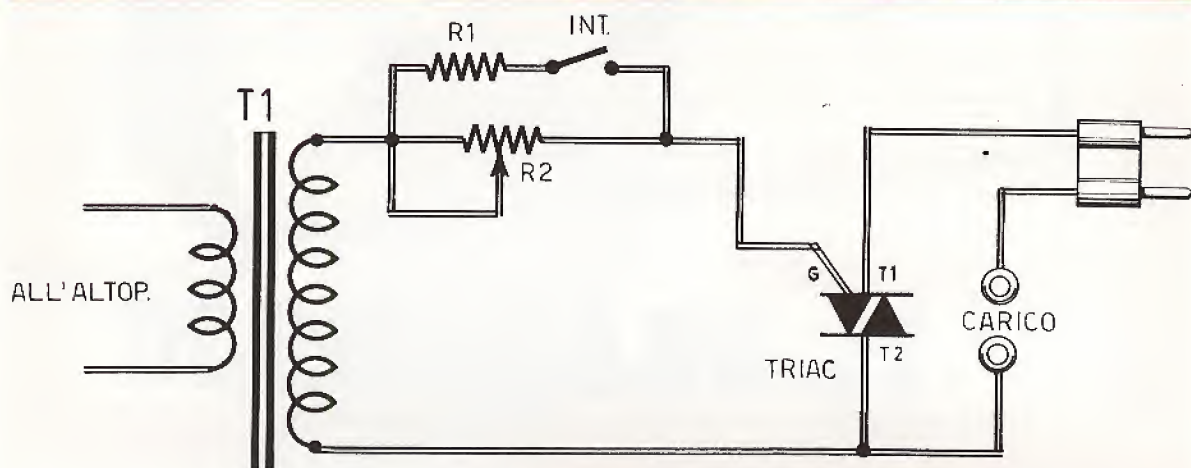 R1
INT.
T1
R2
ALL'ALTOP.
G
T1
CARICO
T2
TRIAC